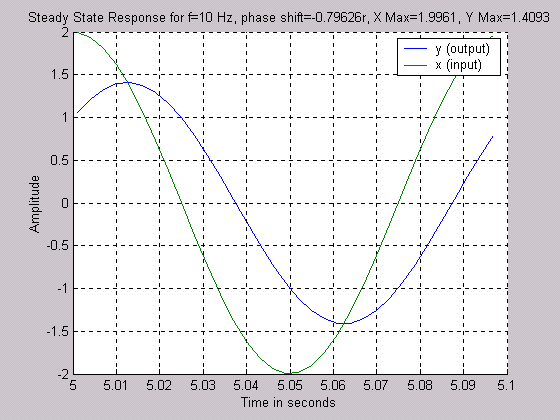 Steady State Response for f=10 Hz, phase shift=-0.79626r, X Max=1.9961, Y Max=1.4093
2
y (output)
x (input)
1.5
1
0.5
0
-0.5
-1
-1.5
-2
Amplitude
5 5.01 5.02 5.03 5.04 5.05 5.06 5.07 5.08 5.09 5.1
Time in seconds